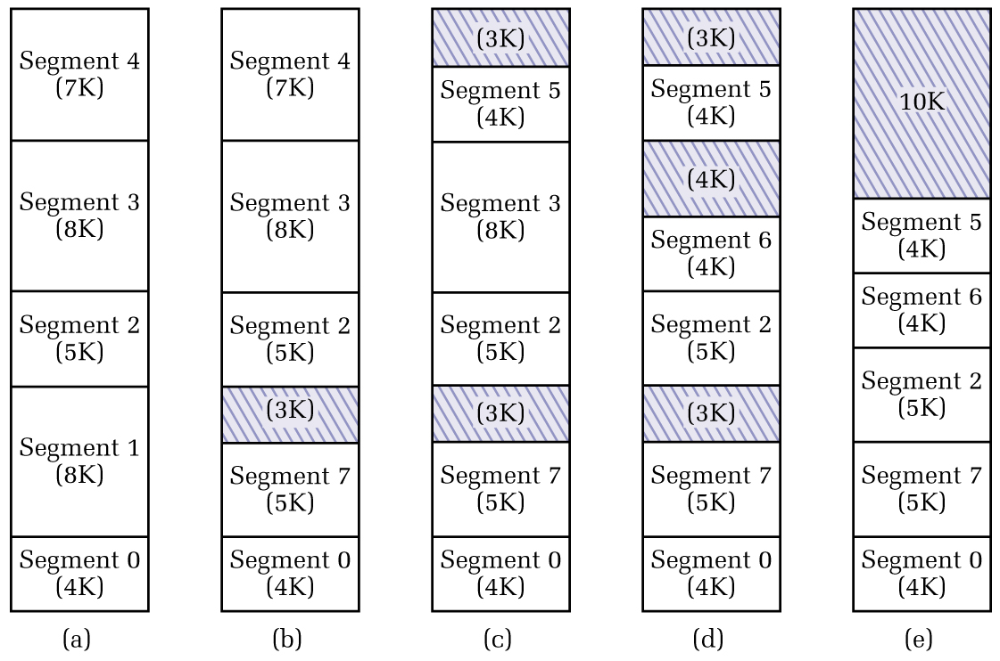 Segment 4
(7K)
Segment 3
(8K)
Segment 2
(5K)
Segment 1
(8K)
Segment 0
(4K)
(a)
Segment 4
(7K)
Segment 3
(8K)
Segment 2
(5K)
(3K)
Segment 7
(5K)
Segment 0
(4K)
(b)
(3K)
Segment 5
(4K)
Segment 3
(8K)
Segment 2
(5K)
(3K)
Segment 7
(5K)
Segment 0
(4K)
(c)
(3K)
Segment 5
(4K)
(4K)
Segment 6
(4K)
Segment 2
(5K)
(3K)
Segment 7
(5K)
Segment 0
(4K)
(d)
10K
Segment 5
(4K)
Segment 6
(4K)
Segment 2
(5K)
Segment 7
(5K)
Segment 0
(4K)
(e)